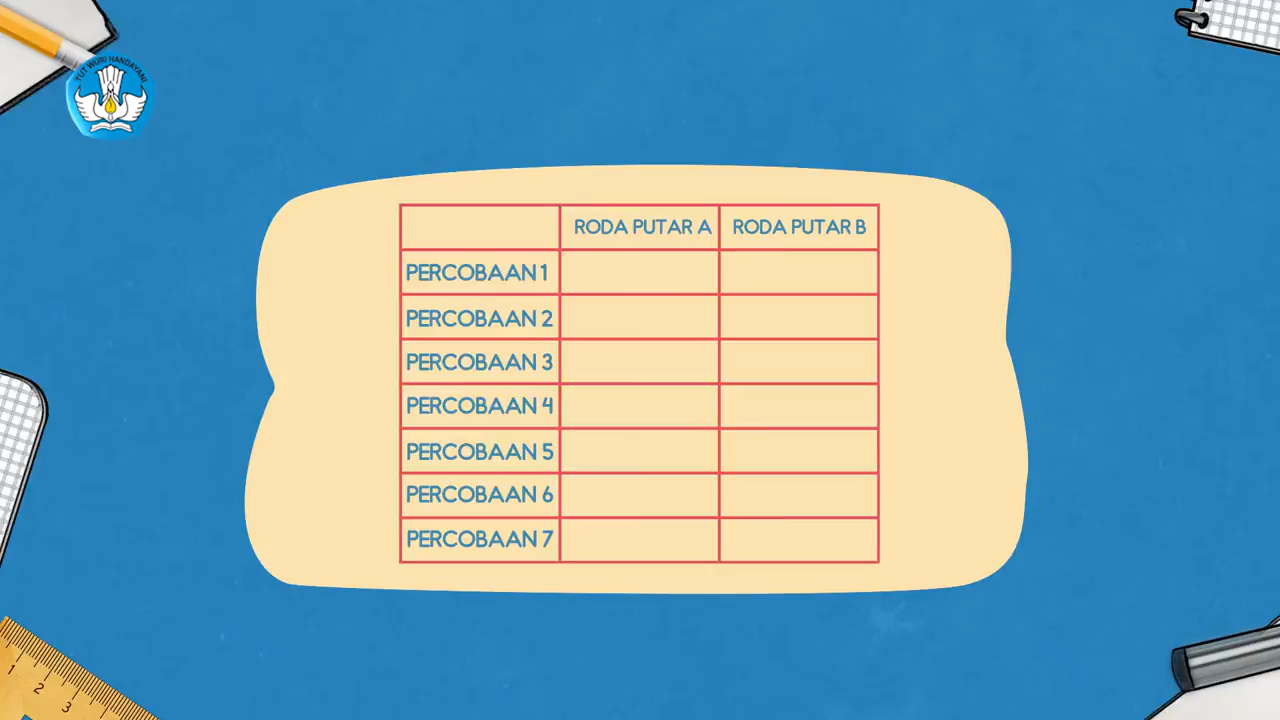 TUT WURI HANDAYANI
RODA PUTAR A RODA PUTAR B
PERCOBAAN 1
PERCOBAAN 2
PERCOBAAN 3
PERCOBAAN 4
PERCOBAAN 5
PERCOBAAN 6
PERCOBAAN 7
1
2
3